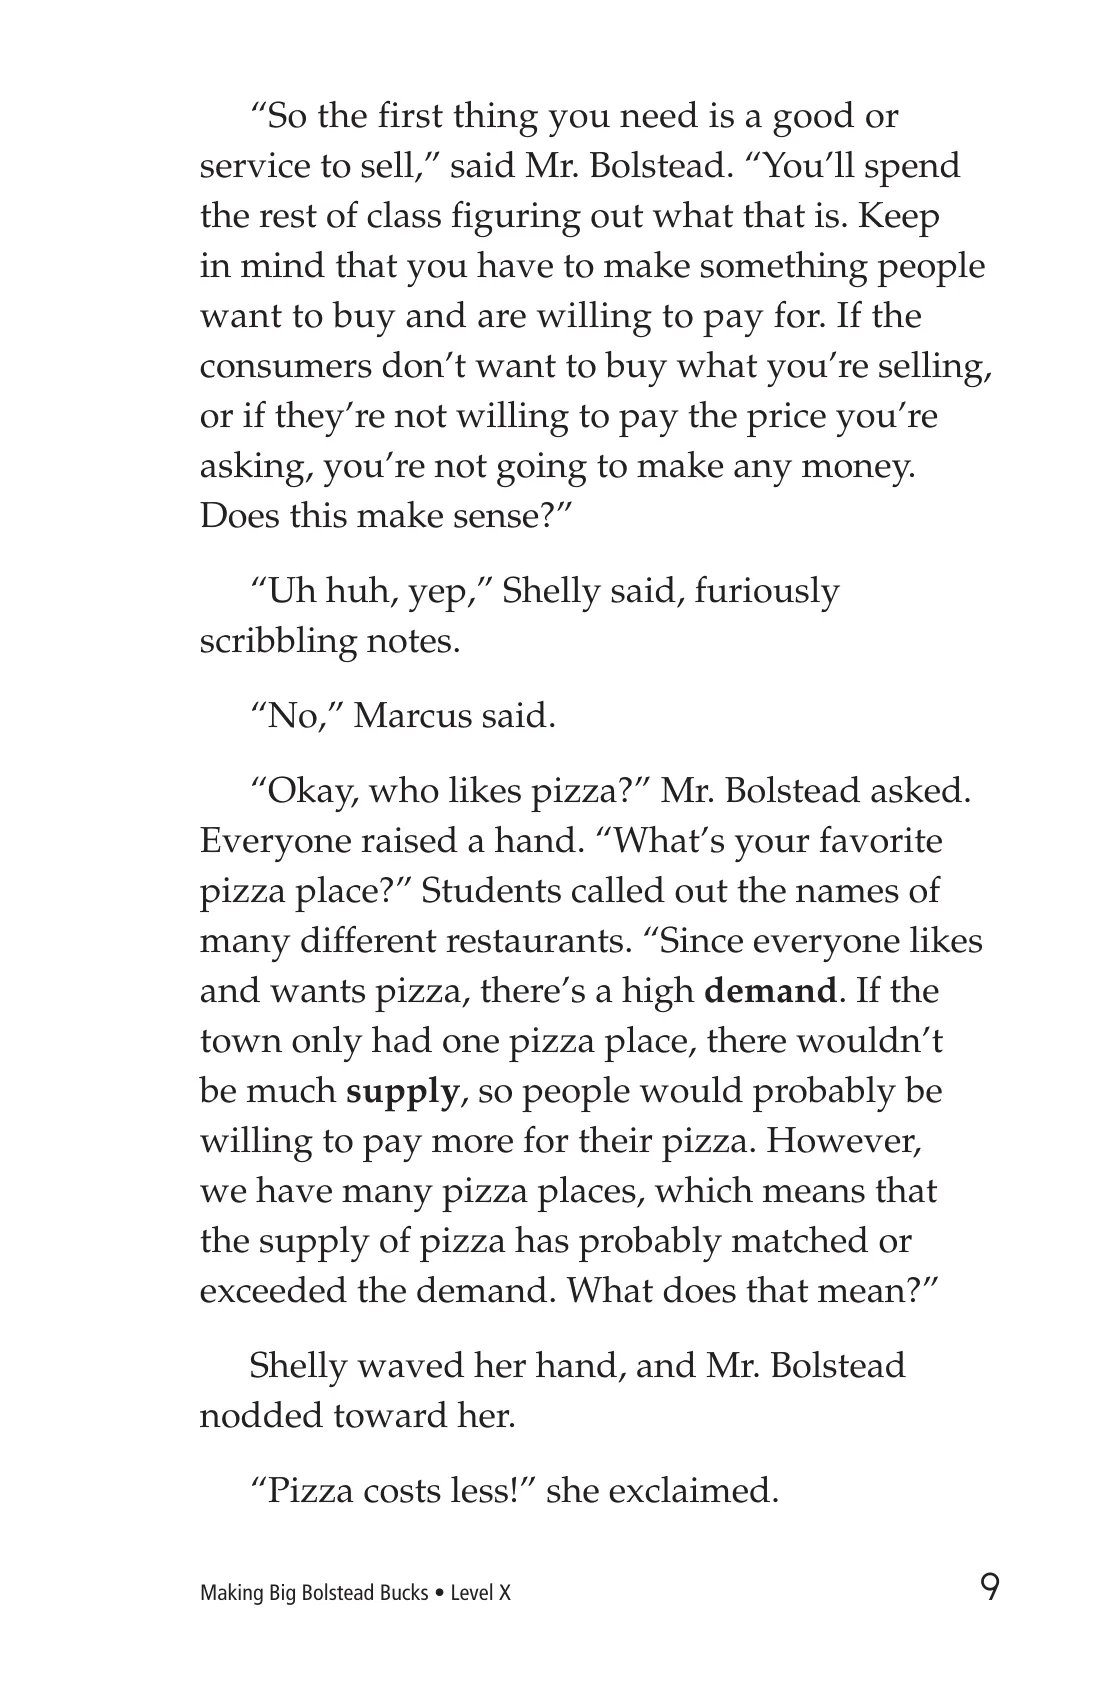 “So the first thing you need is a good or
service to sell,” said Mr. Bolstead. “You’ll spend
the rest of class figuring out what that is. Keep
in mind that you have to make something people
want to buy and are willing to pay for. If the
consumers don’t want to buy what you’re selling,
or if they’re not willing to pay the price you’re
asking, you’re not going to make any money.
Does this make sense?”
“Uh huh, yep,” Shelly said, furiously
scribbling notes.
“No,” Marcus said.
“Okay, who likes pizza?” Mr. Bolstead asked.
Everyone raised a hand. “What’s your favorite
pizza place?” Students called out the names of
many different restaurants. “Since everyone likes
and wants pizza, there’s a high demand. If the
town only had one pizza place, there wouldn’t
be much supply, so people would probably be
willing to pay more for their pizza. However,
we have many pizza places, which means that
the supply of pizza has probably matched or
exceeded the demand. What does that mean?”
Shelly waved her hand, and Mr. Bolstead
nodded toward her.
“Pizza costs less!” she exclaimed.
Making Big Bolstead Bucks • Level X
9